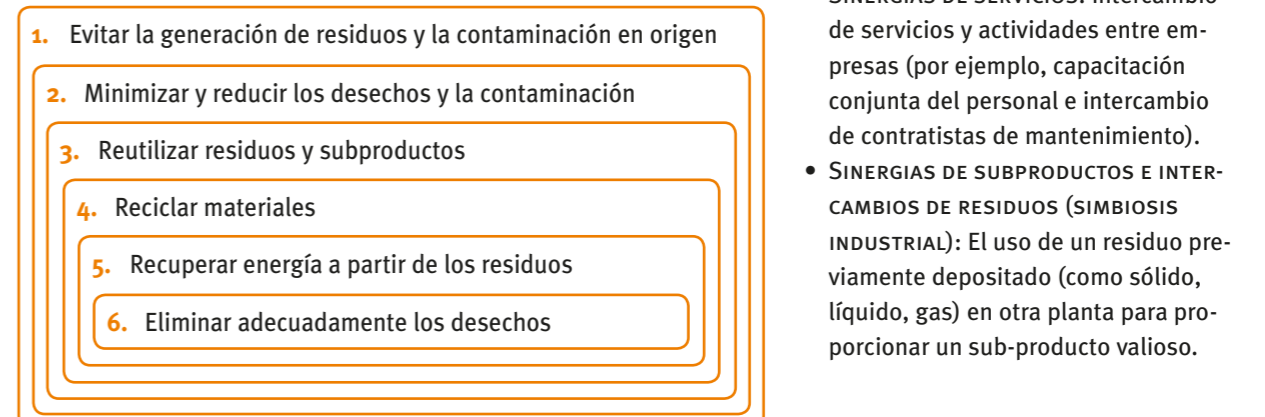 1. Evitar la generación de residuos y la contaminación en origen
2. Minimizar y reducir los desechos y la contaminación
3. Reutilizar residuos y subproductos
4. Reciclar materiales
5. Recuperar energía a partir de los residuos
6. Eliminar adecuadamente los desechos
Sinergias de servicios: Intercambio
de servicios y actividades entre em-
presas (por ejemplo, capacitación
conjunta del personal e intercambio
de contratistas de mantenimiento).
• Sinergias de subproductos e inter-
cambios de residuos (simbiosis
industrial): El uso de un residuo pre-
viamente depositado (como sólido,
líquido, gas) en otra planta para pro-
porcionar un sub-producto valioso.